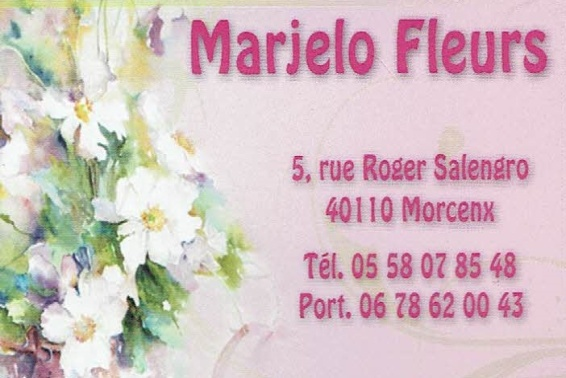 Marjelo Fleurs
5, rue Roger Salengro
40110 Morcenx
Tél. 05 58 07 85 48
Port. 06 78 62 00 43